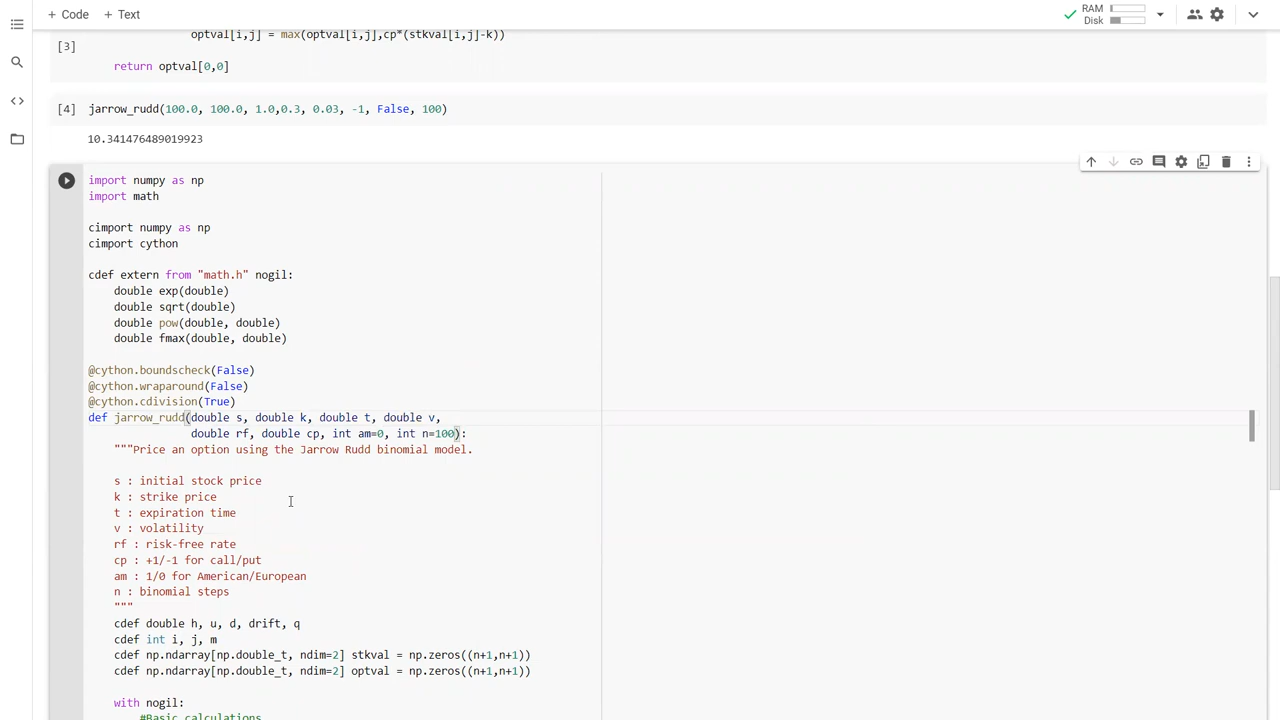 + Code + Text
RAM
Disk
optval[i,j] = max(optval[i,j],cp*(stkval[i,j]-k))
[3]
return optval[0,0]
[4] jarrow_rudd(100.0, 100.0, 1.0,0.3, 0.03, -1, False, 100)
10.341476489019923
import numpy as np
import math
cimport numpy as np
cimport cython
cdef extern from "math.h" nogil:
double exp(double)
double sqrt(double)
double pow(double, double)
double fmax(double, double)
@cython.boundscheck(False)
@cython.wraparound(False)
@cython.cdivision(True)
def jarrow_rudd(double s, double k, double t, double v,
double rf, double cp, int am=0, int n=100):
"""Price an option using the Jarrow Rudd binomial model.
s : initial stock price
k : strike price
t : expiration time
v : volatility
rf : risk-free rate
cp : +1/-1 for call/put
am : 1/0 for American/European
n : binomial steps
"""
cdef double h, u, d, drift, q
cdef int i, j, m
cdef np.ndarray[np.double_t, ndim=2] stkval = np.zeros((n+1,n+1))
cdef np.ndarray[np.double_t, ndim=2] optval = np.zeros((n+1,n+1))
with nogil:
#Basic calculations